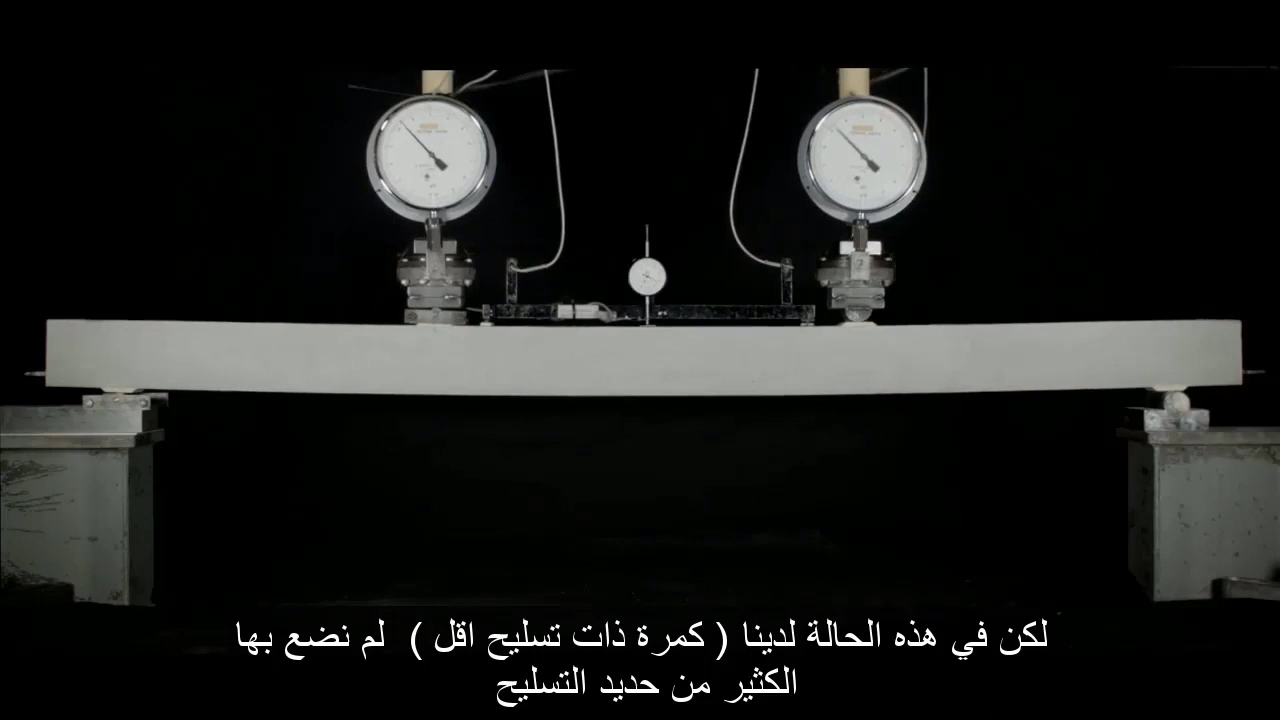 لكن في هذه الحالة لدينا ( كمرة ذات تسليح اقل ) لم نضع بها
الكثير من حديد التسليح